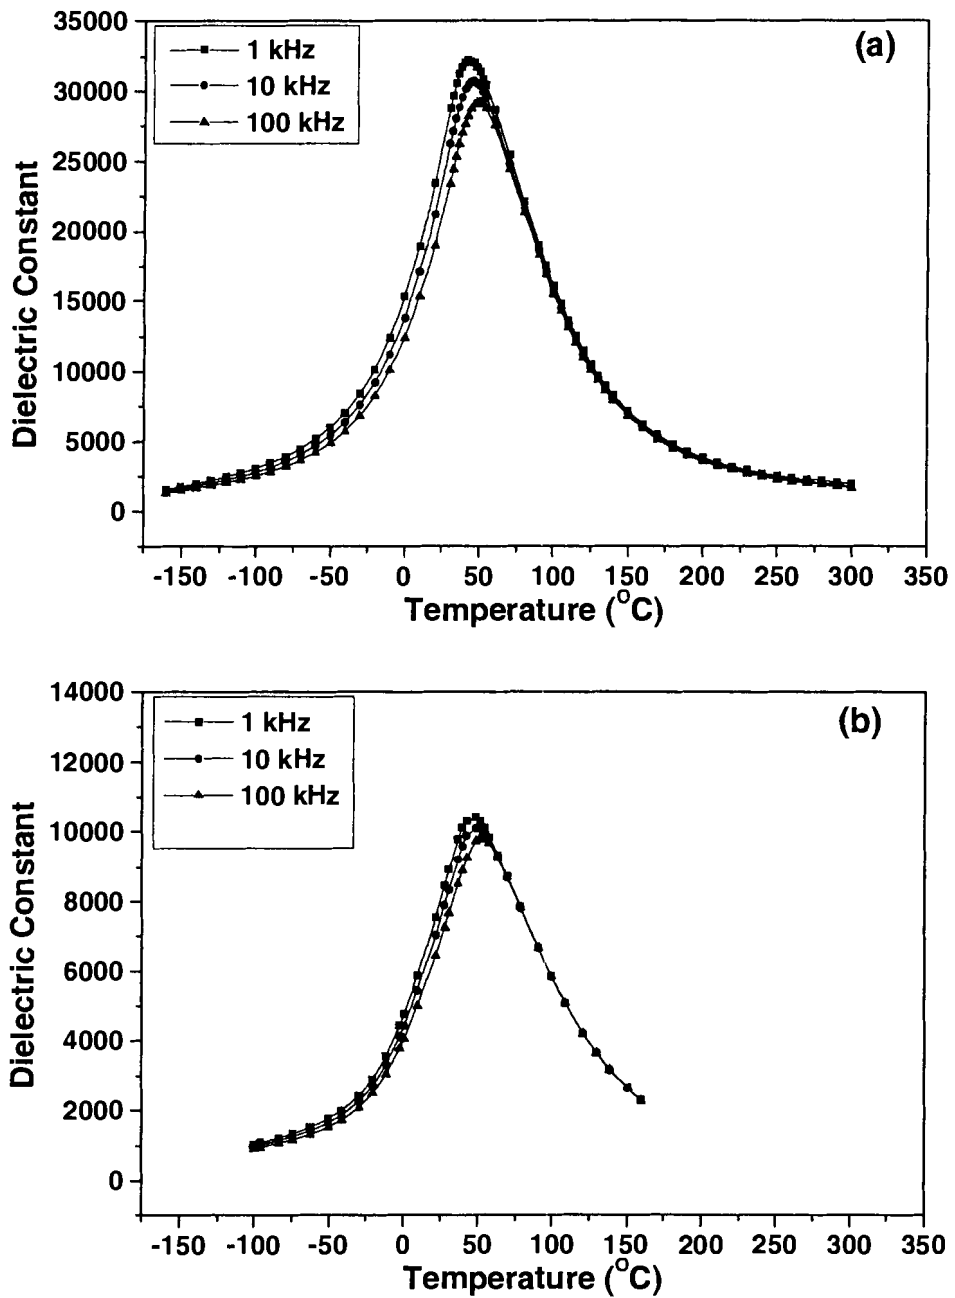 35000
30000
25000
20000
15000
10000
5000
0
Dielectric Constant
1 kHz
10 kHz
100 kHz
(a)
-150 -100 -50 0 50 100 150 200 250 300 350
Temperature (°C)
14000
12000
10000
8000
6000
4000
2000
0
Dielectric Constant
1 kHz
10 kHz
100 kHz
(b)
-150 -100 -50 0 50 100 150 200 250 300 350
Temperature (°C)